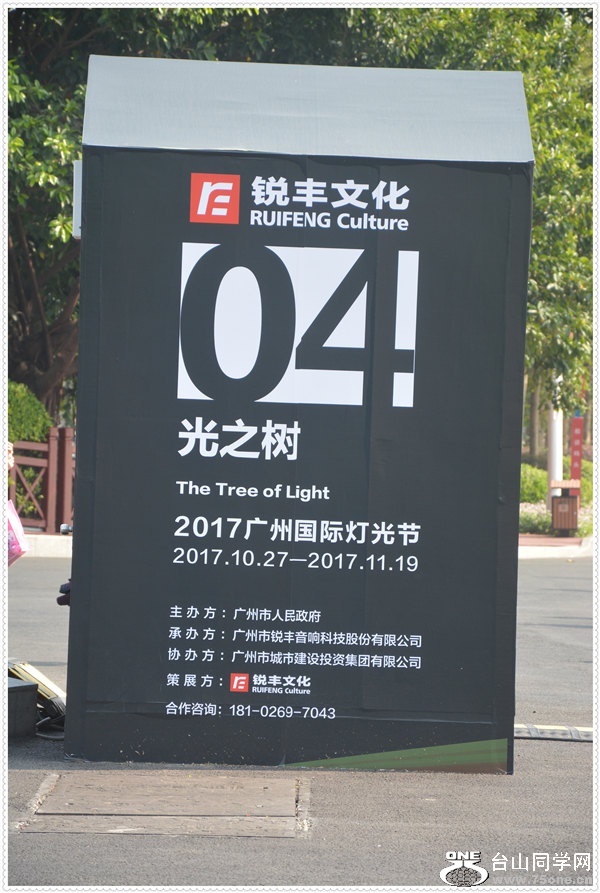 锐丰文化
RUIFENG Culture
04
光之树
The Tree of Light
2017广州国际灯光节
2017.10.27—2017.11.19
主办方：广州市人民政府
承办方：广州市锐丰音响科技股份有限公司
协办方：广州市城市建设投资集团有限公司
策展方：锐丰文化
RUIFENG Culture
合作咨询：181-0269-7043
ONE
台山同学网
www.75one.cn